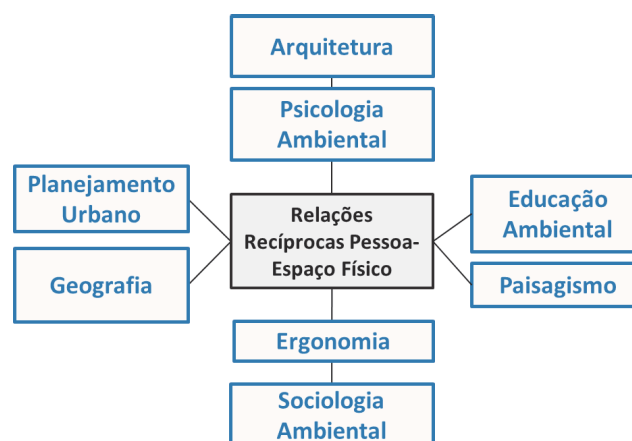 Arquitetura
Psicologia
Ambiental
Planejamento
Urbano
Geografia
Relações
Recíprocas Pessoa-
Espaço Físico
Educação
Ambiental
Paisagismo
Ergonomia
Sociologia
Ambiental